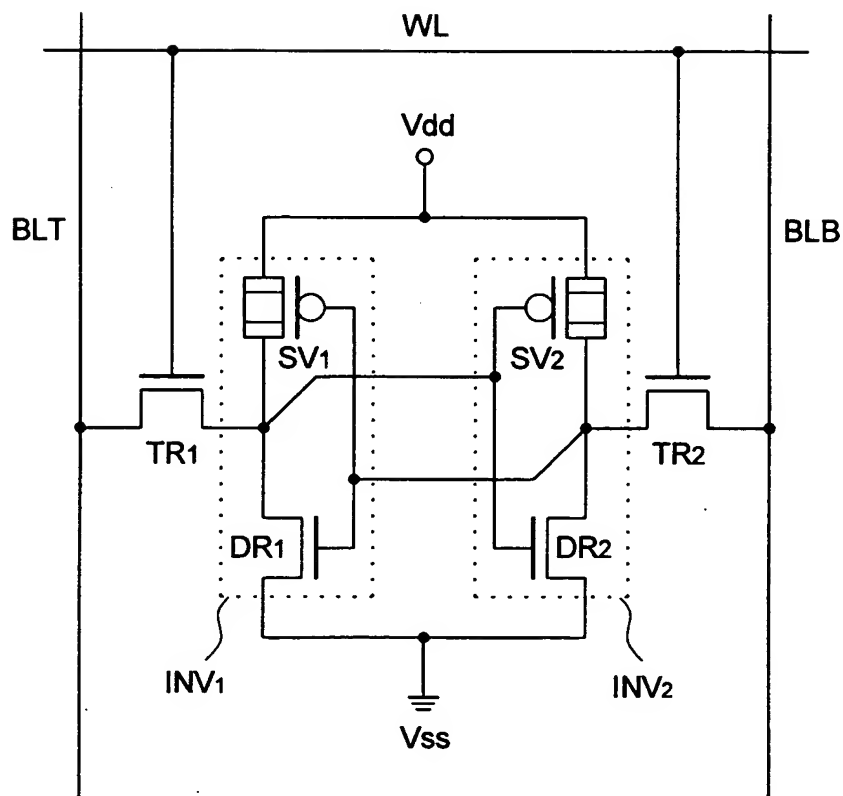 WL
Vdd
BLT
BLB
SV1
SV2
TR1
TR2
DR1
DR2
INV1
INV2
Vss